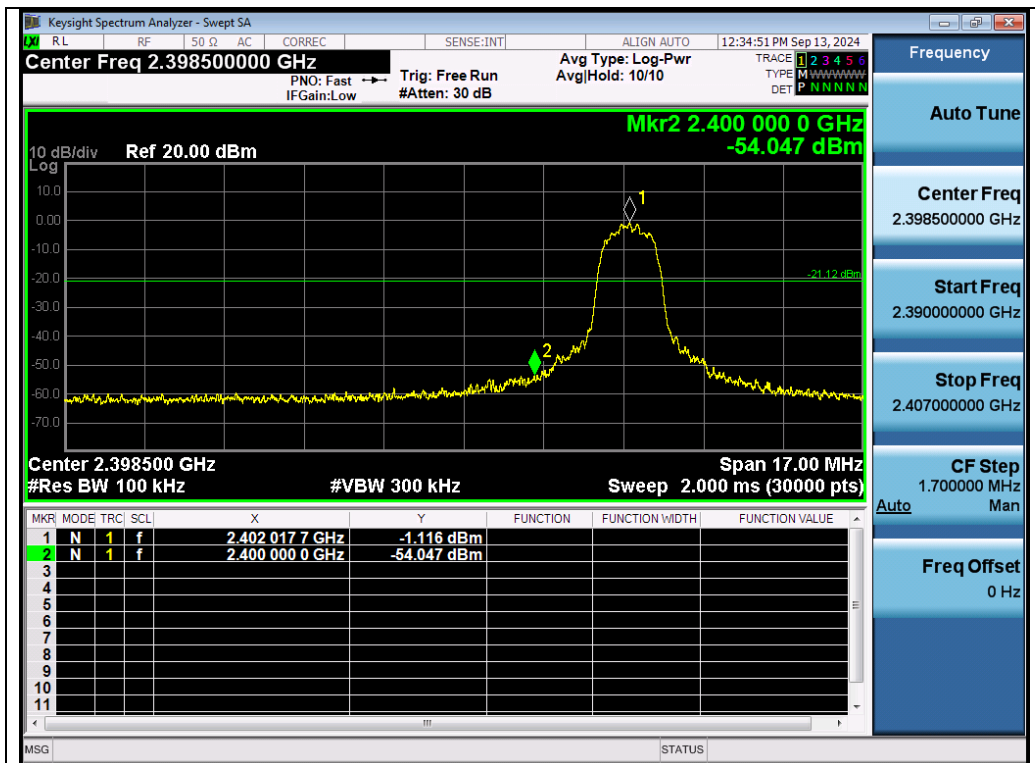 Keysight Spectrum Analyzer - Swept SA
LXI RL RF 50 Ω AC CORREC SENSE:INT ALIGN AUTO 12:34:51 PM Sep 13, 2024
Center Freq 2.398500000 GHz
PNO: Fast
IFGain:Low
Trig: Free Run
#Atten: 30 dB
Avg Type: Log-Pwr
Avg|Hold: 10/10
TRACE 1 2 3 4 5 6
TYPE M WWWWW
DET P N N N N N
Mkr2 2.400 000 0 GHz
-54.047 dBm
10 dB/div Ref 20.00 dBm
Log
10.0
0.00
-10.0
-20.0
-30.0
-40.0
-50.0
-60.0
-70.0
1
-21.12 dBm
2
Center 2.398500 GHz Span 17.00 MHz
#Res BW 100 kHz #VBW 300 kHz Sweep 2.000 ms (30000 pts)
MKR MODE TRC SCL X Y FUNCTION FUNCTION WIDTH FUNCTION VALUE
1 N 1 f 2.402 017 7 GHz -1.116 dBm
2 N 1 f 2.400 000 0 GHz -54.047 dBm
3
4
5
6
7
8
9
10
11
MSG STATUS
Frequency
Auto Tune
Center Freq
2.398500000 GHz
Start Freq
2.390000000 GHz
Stop Freq
2.407000000 GHz
CF Step
1.700000 MHz
Auto Man
Freq Offset
0 Hz